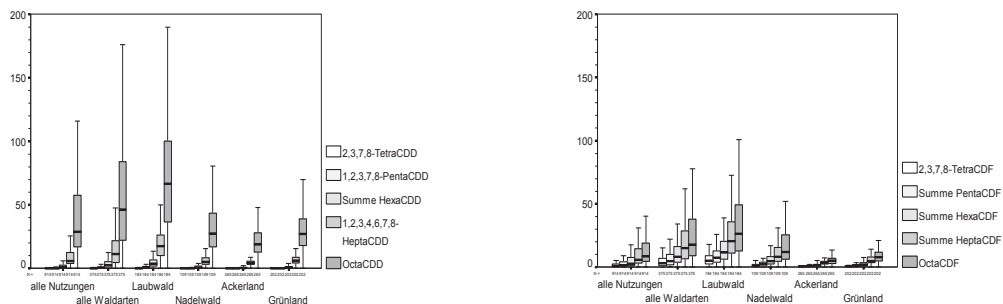 200
150
100
50
0
N =
alle Nutzungen
Laubwald
Ackerland
alle Waldarten
Nadelwald
Grünland
2,3,7,8-TetraCDD
1,2,3,7,8-PentaCDD
Summe HexaCDD
1,2,3,4,6,7,8-
HeptaCDD
OctaCDD
200
150
100
50
0
N =
alle Nutzungen
Laubwald
Ackerland
alle Waldarten
Nadelwald
Grünland
2,3,7,8-TetraCDF
Summe PentaCDF
Summe HexaCDF
Summe HeptaCDF
OctaCDF